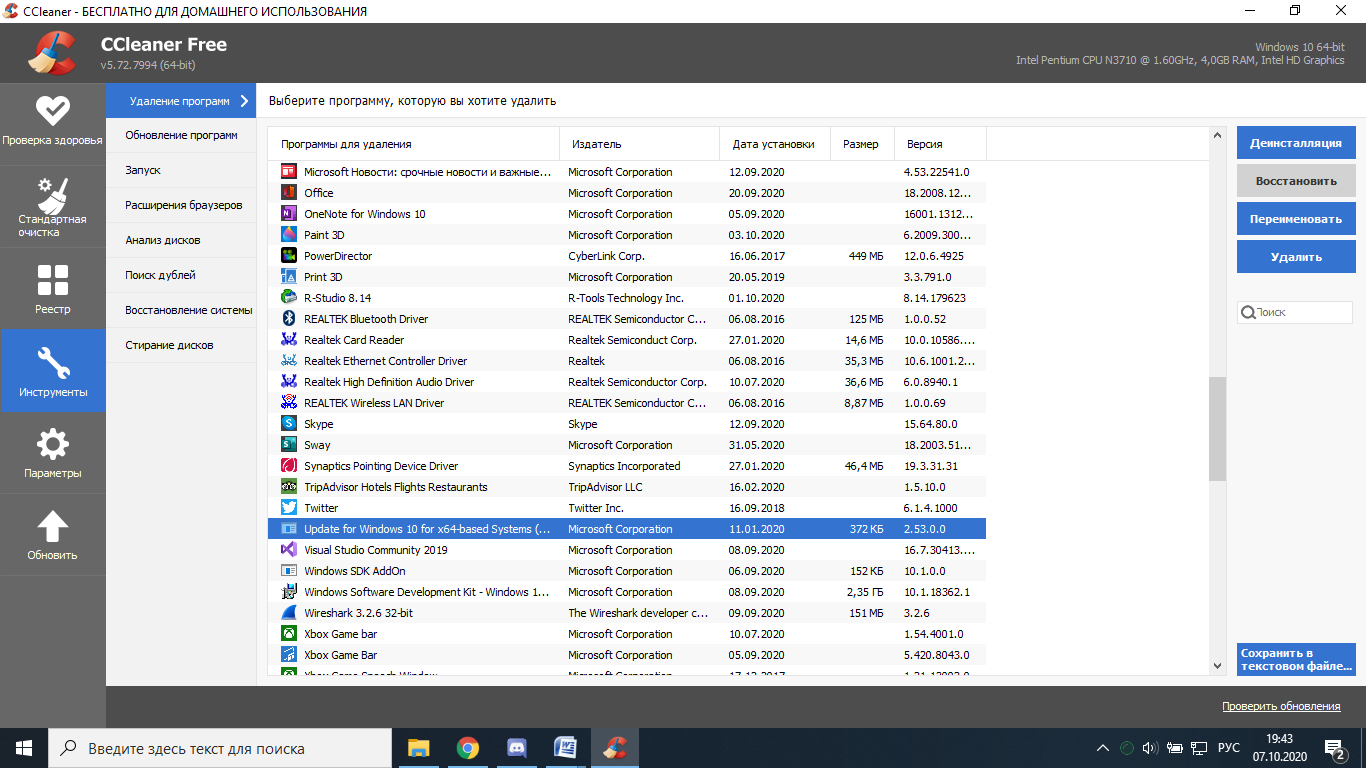 CCleaner - БЕСПЛАТНО ДЛЯ ДОМАШНЕГО ИСПОЛЬЗОВАНИЯ
CCleaner Free
v5.72.7994 (64-bit)
Windows 10 64-bit
Intel Pentium CPU N3710 @ 1.60GHz, 4,0GB RAM, Intel HD Graphics
Проверка здоровья
Стандартная
очистка
Реестр
Инструменты
Параметры
Обновить
Удаление программ
Обновление программ
Запуск
Расширения браузеров
Анализ дисков
Поиск дублей
Восстановление системы
Стирание дисков
Выберите программу, которую вы хотите удалить
Программы для удаления Издатель Дата установки Размер Версия
Microsoft Новости: срочные новости и важные... Microsoft Corporation 12.09.2020 4.53.22541.0
Office Microsoft Corporation 20.09.2020 18.2008.12...
OneNote for Windows 10 Microsoft Corporation 05.09.2020 16001.1312...
Paint 3D Microsoft Corporation 03.10.2020 6.2009.300...
PowerDirector CyberLink Corp. 16.06.2017 449 МБ 12.0.6.4925
Print 3D Microsoft Corporation 20.05.2019 3.3.791.0
R-Studio 8.14 R-Tools Technology Inc. 01.10.2020 8.14.179623
REALTEK Bluetooth Driver REALTEK Semiconductor C... 06.08.2016 125 МБ 1.0.0.52
Realtek Card Reader Realtek Semiconduct Corp. 27.01.2020 14,6 МБ 10.0.10586....
Realtek Ethernet Controller Driver Realtek 06.08.2016 35,3 МБ 10.6.1001.2...
Realtek High Definition Audio Driver Realtek Semiconductor Corp. 10.07.2020 36,6 МБ 6.0.8940.1
REALTEK Wireless LAN Driver REALTEK Semiconductor C... 06.08.2016 8,87 МБ 1.0.0.69
Skype Skype 12.09.2020 15.64.80.0
Sway Microsoft Corporation 31.05.2020 18.2003.51...
Synaptics Pointing Device Driver Synaptics Incorporated 27.01.2020 46,4 МБ 19.3.31.31
TripAdvisor Hotels Flights Restaurants TripAdvisor LLC 16.02.2020 1.5.10.0
Twitter Twitter Inc. 16.09.2018 6.1.4.1000
Update for Windows 10 for x64-based Systems (... Microsoft Corporation 11.01.2020 372 КБ 2.53.0.0
Visual Studio Community 2019 Microsoft Corporation 08.09.2020 16.7.30413....
Windows SDK AddOn Microsoft Corporation 06.09.2020 152 КБ 10.1.0.0
Windows Software Development Kit - Windows 1... Microsoft Corporation 08.09.2020 2,35 ГБ 10.1.18362.1
Wireshark 3.2.6 32-bit The Wireshark developer c... 09.09.2020 151 МБ 3.2.6
Xbox Game bar Microsoft Corporation 10.07.2020 1.54.4001.0
Xbox Game Bar Microsoft Corporation 05.09.2020 5.420.8043.0
Xbox Game Speech Window Microsoft Corporation 17.12.2017
Деинсталляция
Восстановить
Переименовать
Удалить
Поиск
Сохранить в
текстовом файле...
Проверить обновления
Введите здесь текст для поиска
РУС
19:43
07.10.2020
2